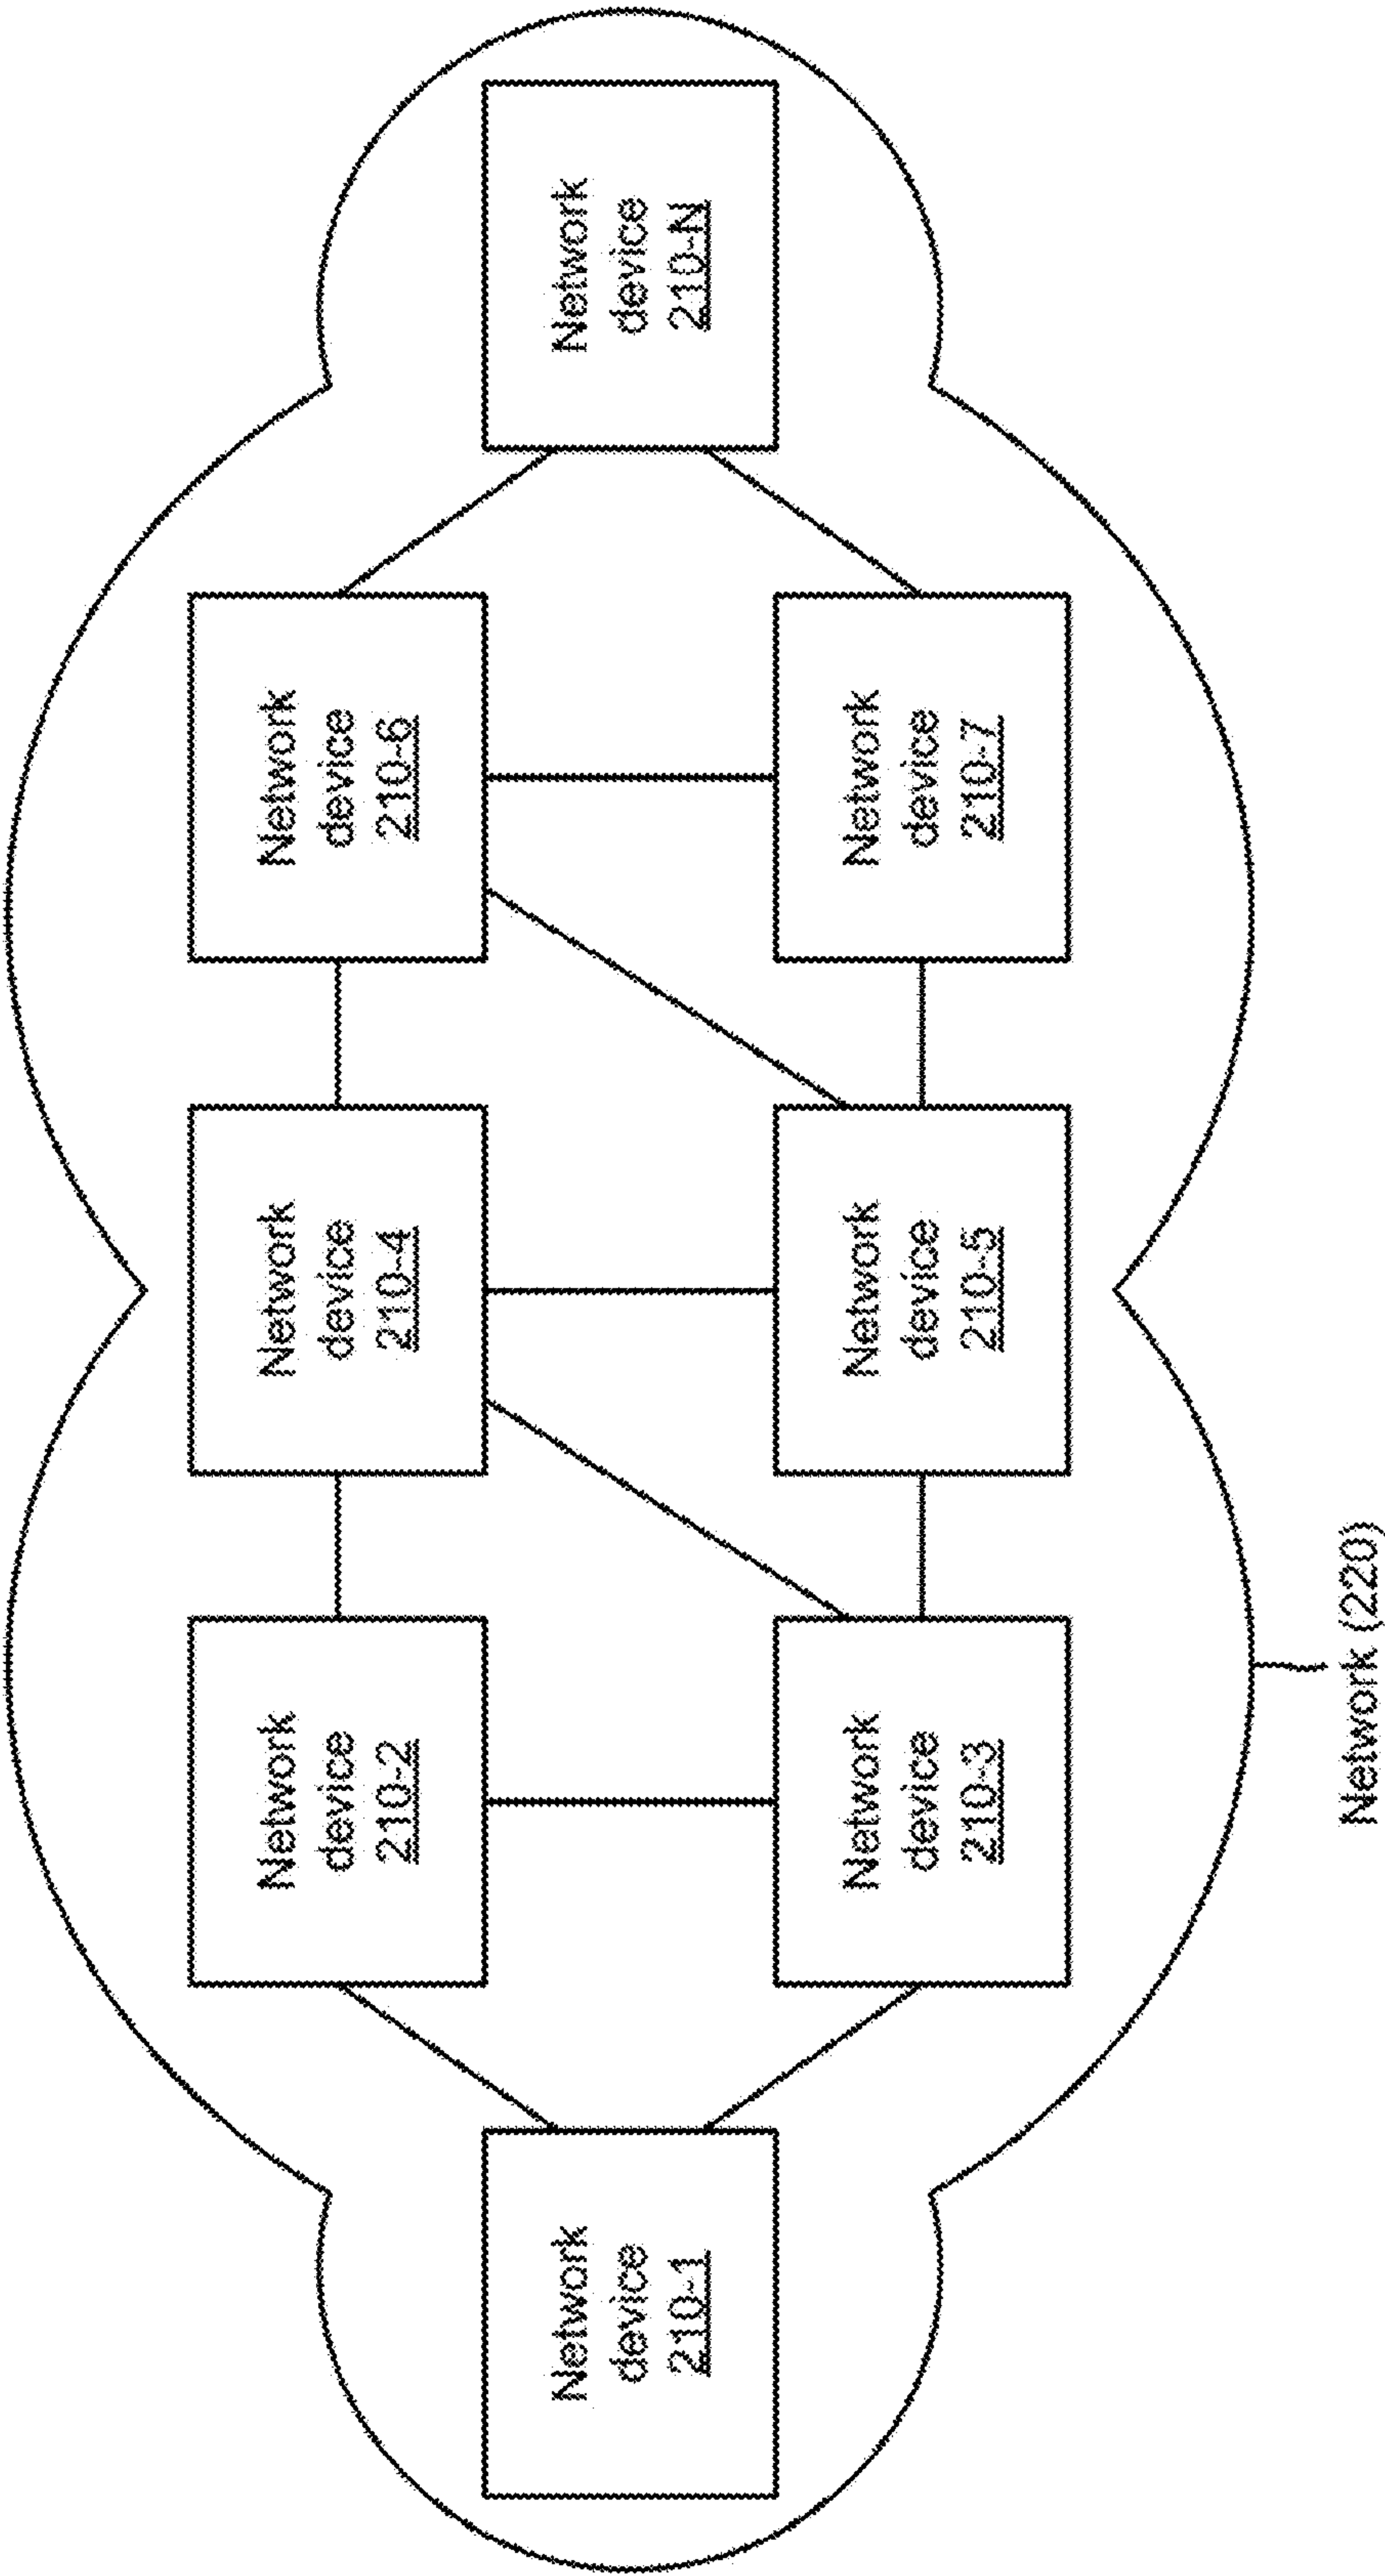 Network
device
210-1
Network
device
210-2
Network
device
210-3
Network
device
210-4
Network
device
210-5
Network
device
210-6
Network
device
210-7
Network
device
210-N
Network (220)